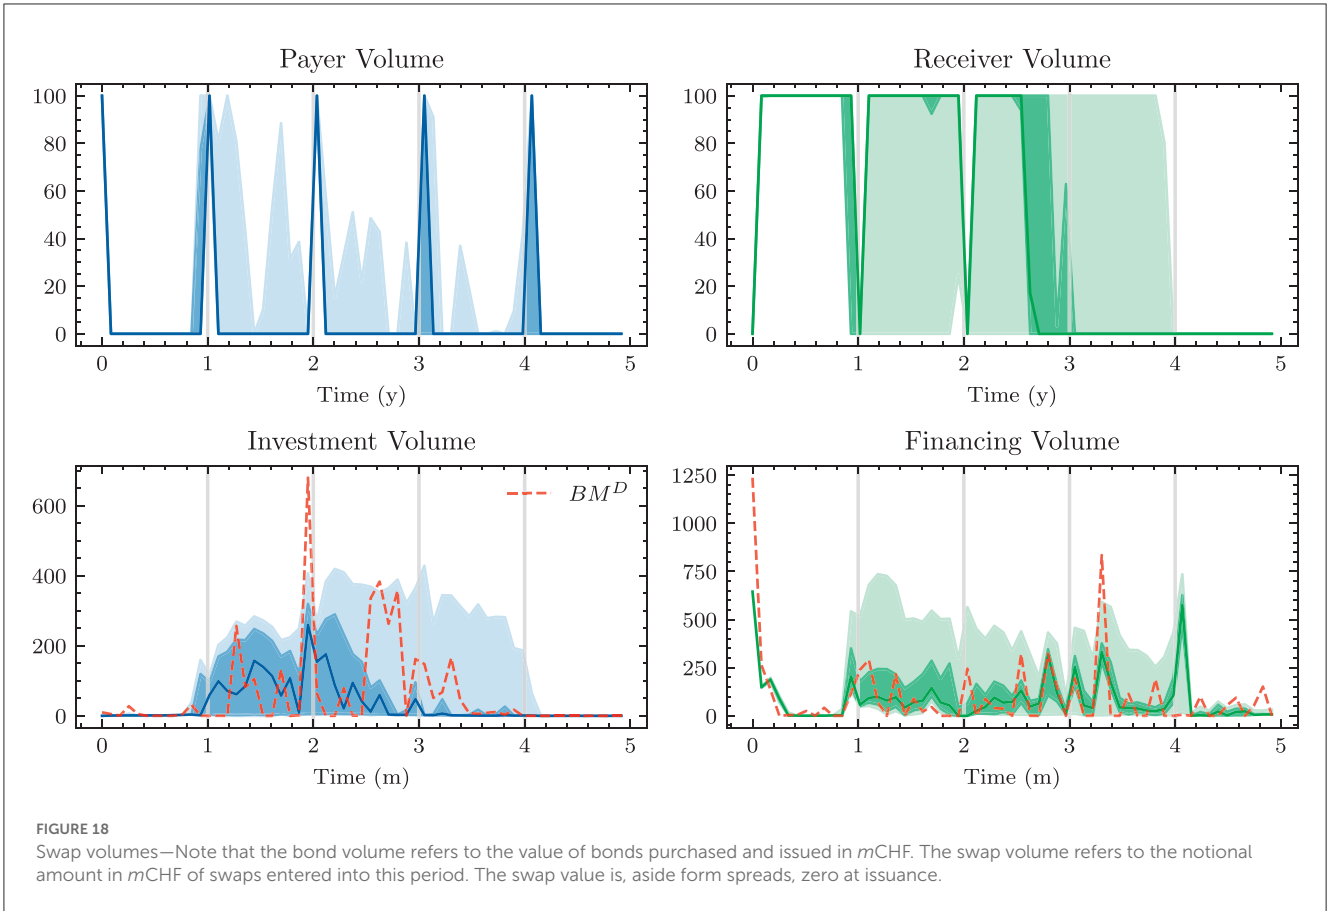 Payer Volume
100
80
60
40
20
0
0 1 2 3 4 5
Time (y)
Receiver Volume
100
80
60
40
20
0
0 1 2 3 4 5
Time (y)
Investment Volume
600
400
200
0
BM^D
0 1 2 3 4 5
Time (m)
Financing Volume
1250
1000
750
500
250
0
0 1 2 3 4 5
Time (m)
FIGURE 18
Swap volumes—Note that the bond volume refers to the value of bonds purchased and issued in mCHF. The swap volume refers to the notional
amount in mCHF of swaps entered into this period. The swap value is, aside form spreads, zero at issuance.